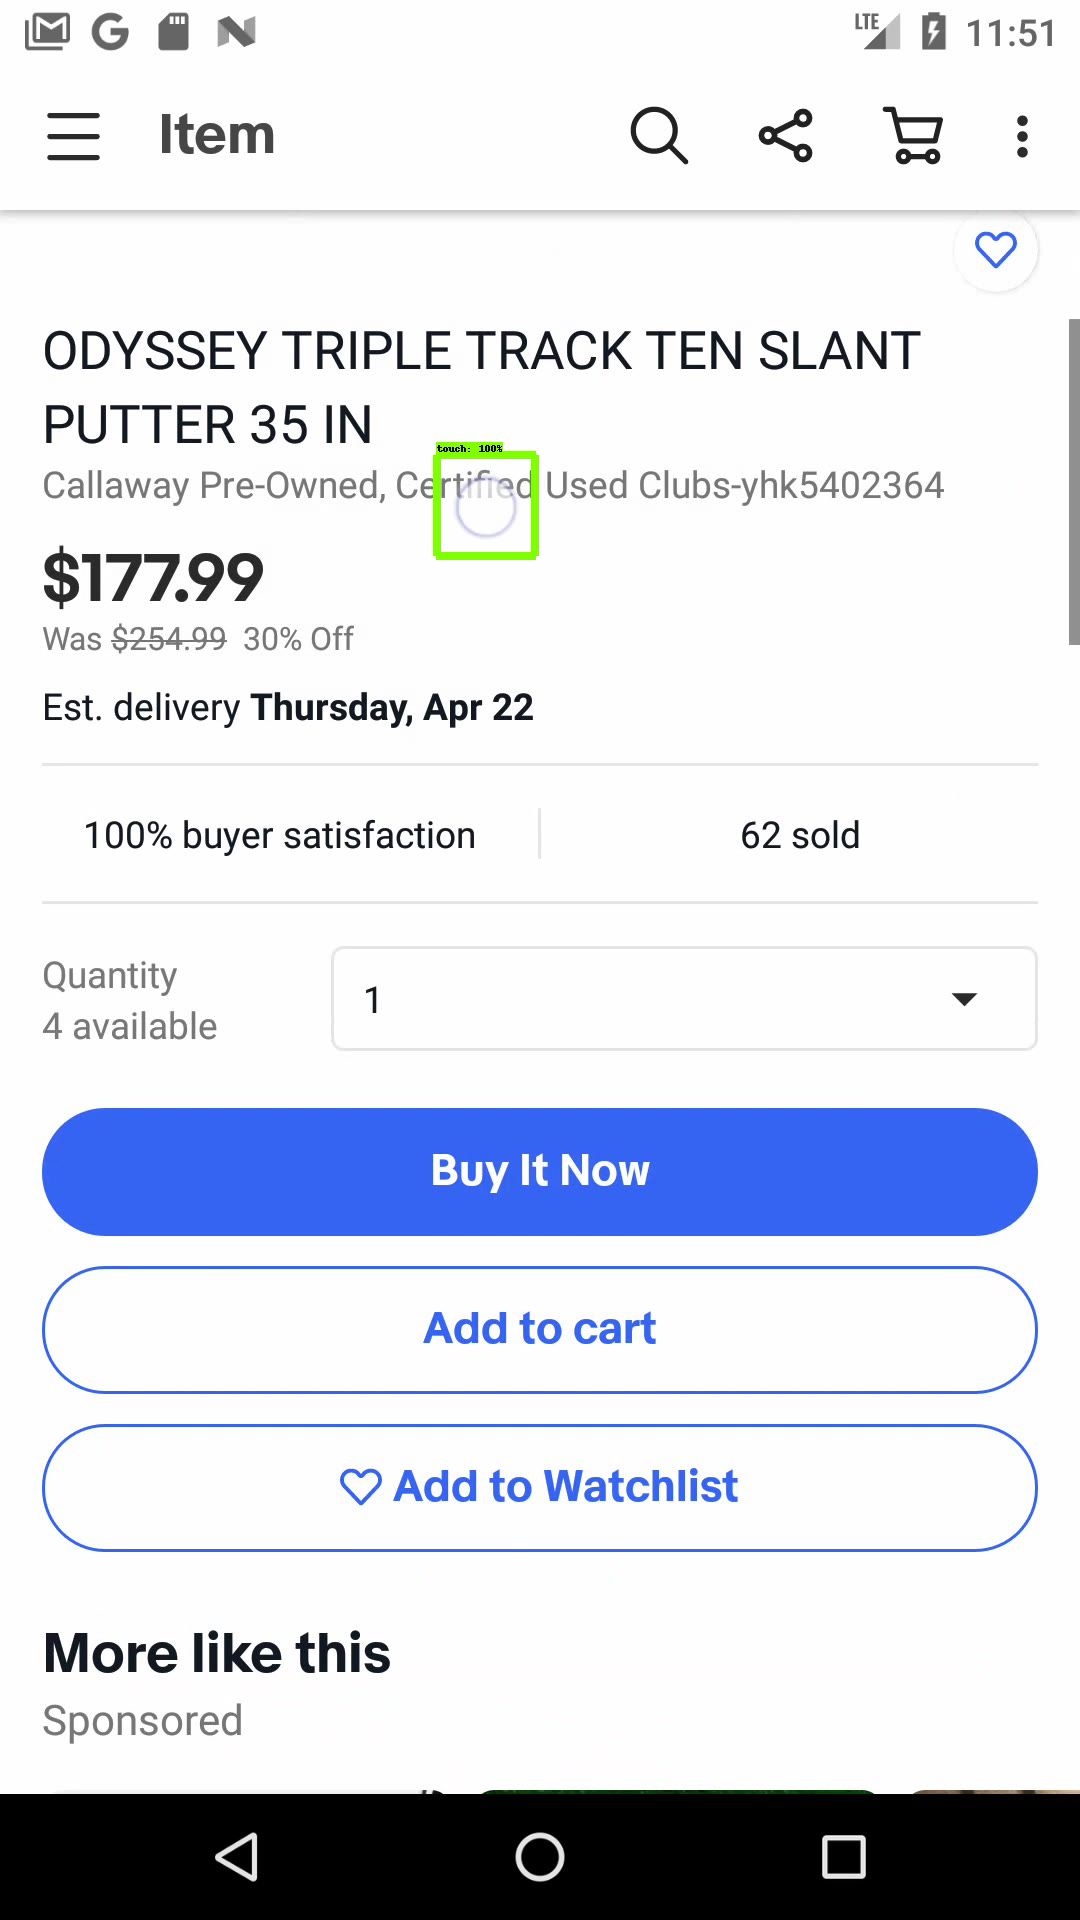 LTE 11:51
Item
ODYSSEY TRIPLE TRACK TEN SLANT
PUTTER 35 IN
touch: 100%
Callaway Pre-Owned, Certified Used Clubs-yhk5402364
$177.99
Was $254.99 30% Off
Est. delivery Thursday, Apr 22
100% buyer satisfaction
62 sold
Quantity
4 available
1
Buy It Now
Add to cart
Add to Watchlist
More like this
Sponsored